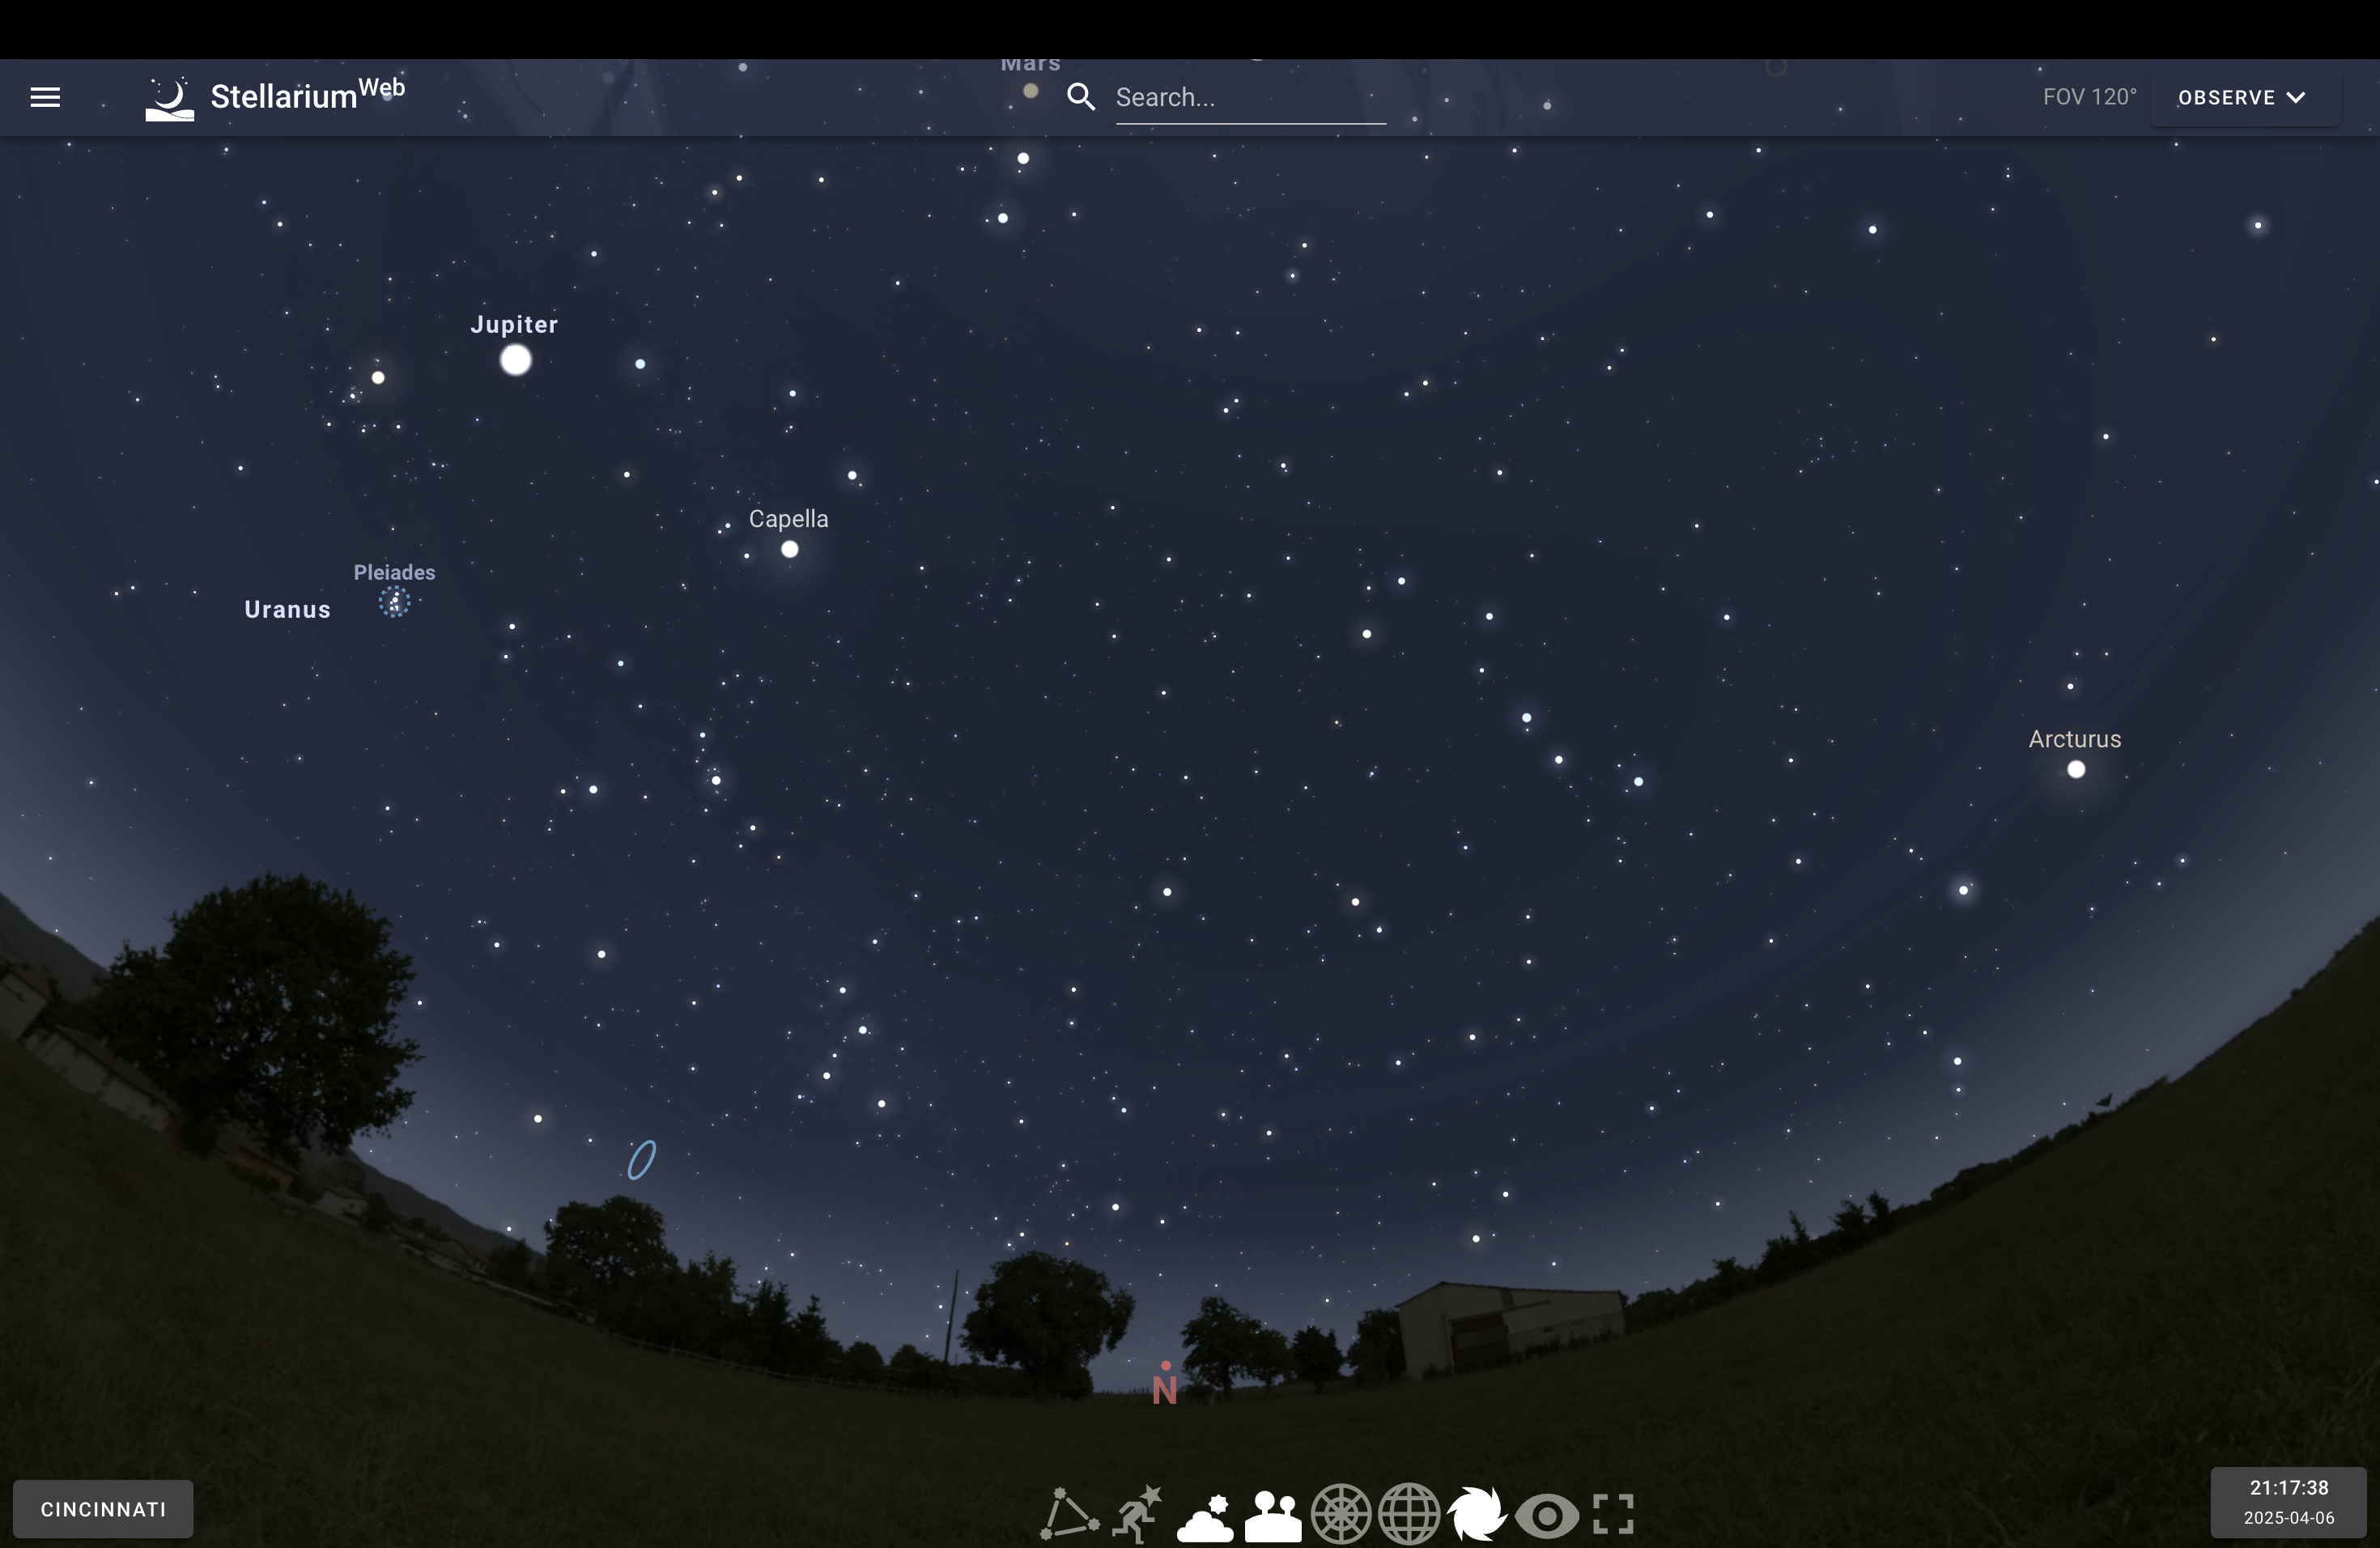 Mars
StellariumWeb
Search...
FOV 120°
OBSERVE
Jupiter
Capella
Pleiades
Uranus
Arcturus
N
CINCINNATI
21:17:38
2025-04-06